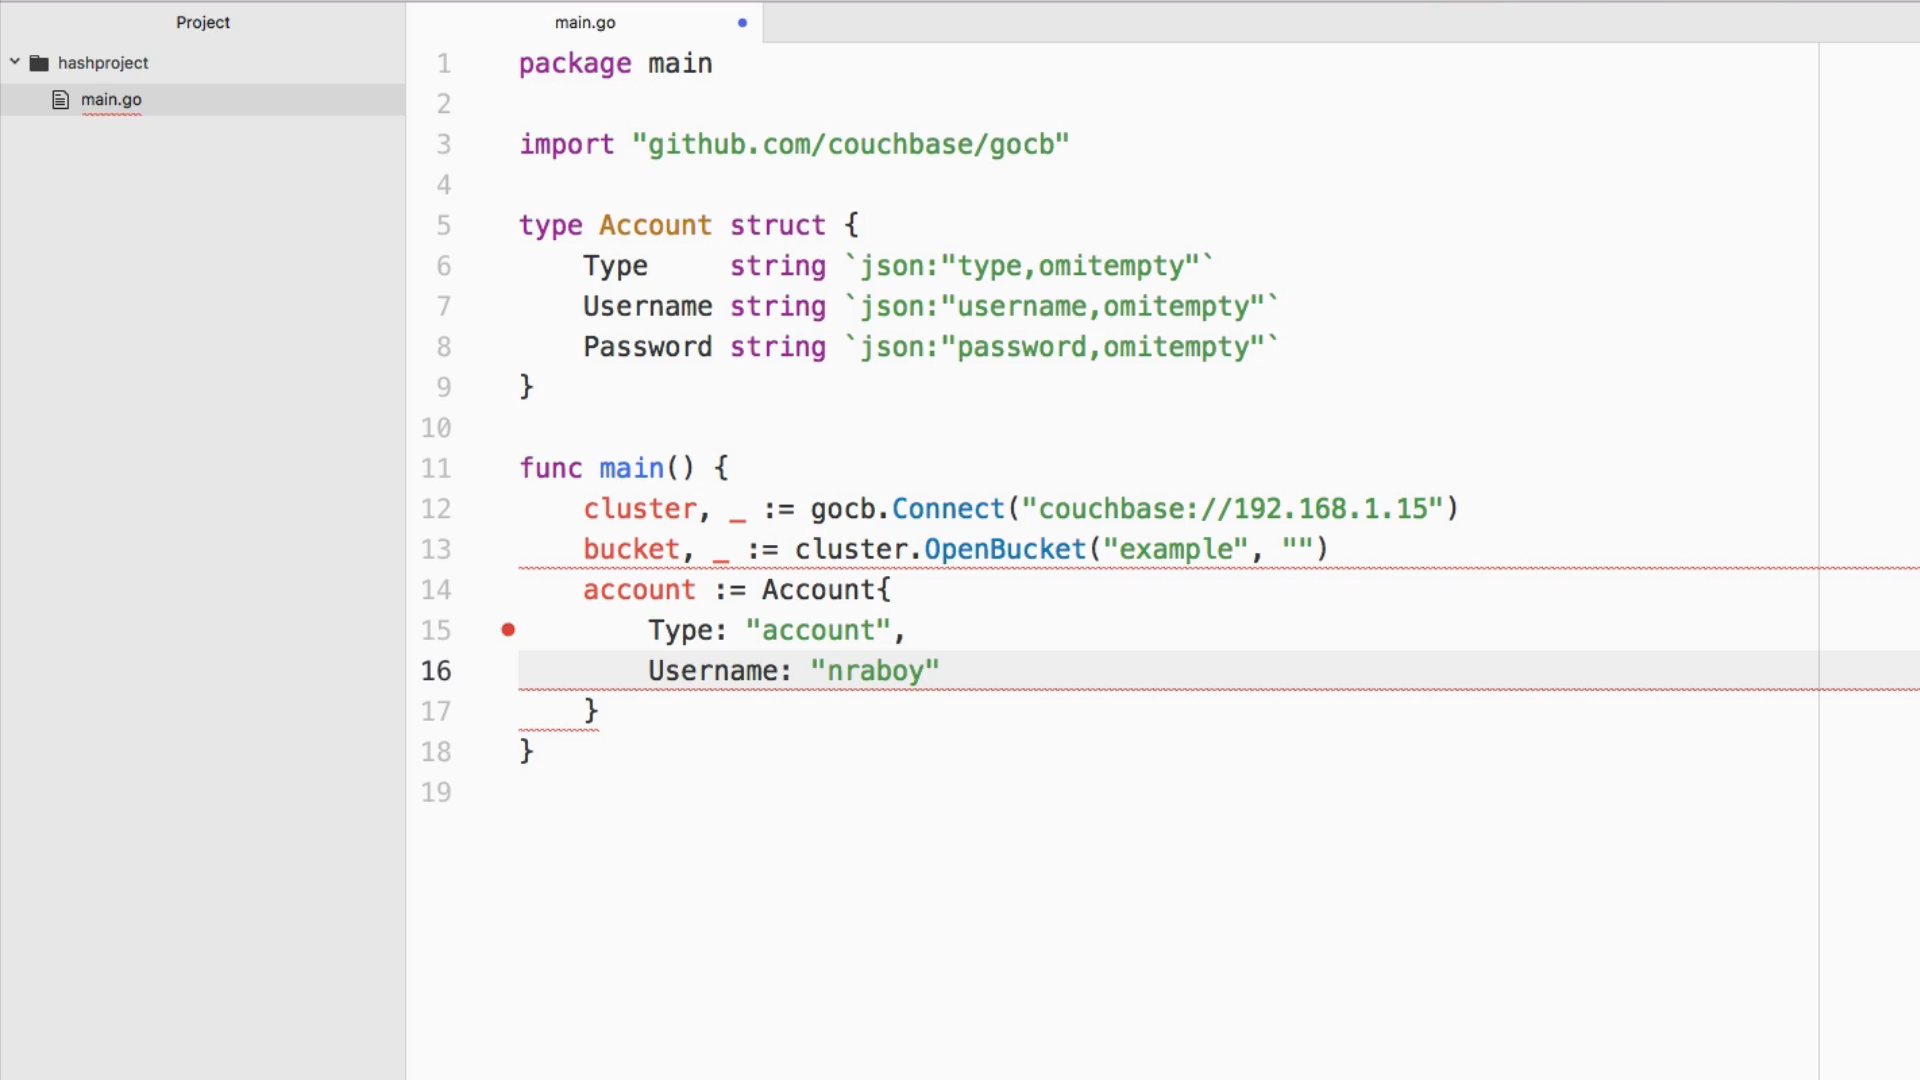 Project
hashproject
main.go
main.go
1 package main
2
3 import "github.com/couchbase/gocb"
4
5 type Account struct {
6 Type     string `json:"type,omitempty"`
7 Username string `json:"username,omitempty"`
8 Password string `json:"password,omitempty"`
9 }
10
11 func main() {
12 cluster, _ := gocb.Connect("couchbase://192.168.1.15")
13 bucket, _ := cluster.OpenBucket("example", "")
14 account := Account{
15 Type: "account",
16 Username: "nraboy"
17 }
18 }
19